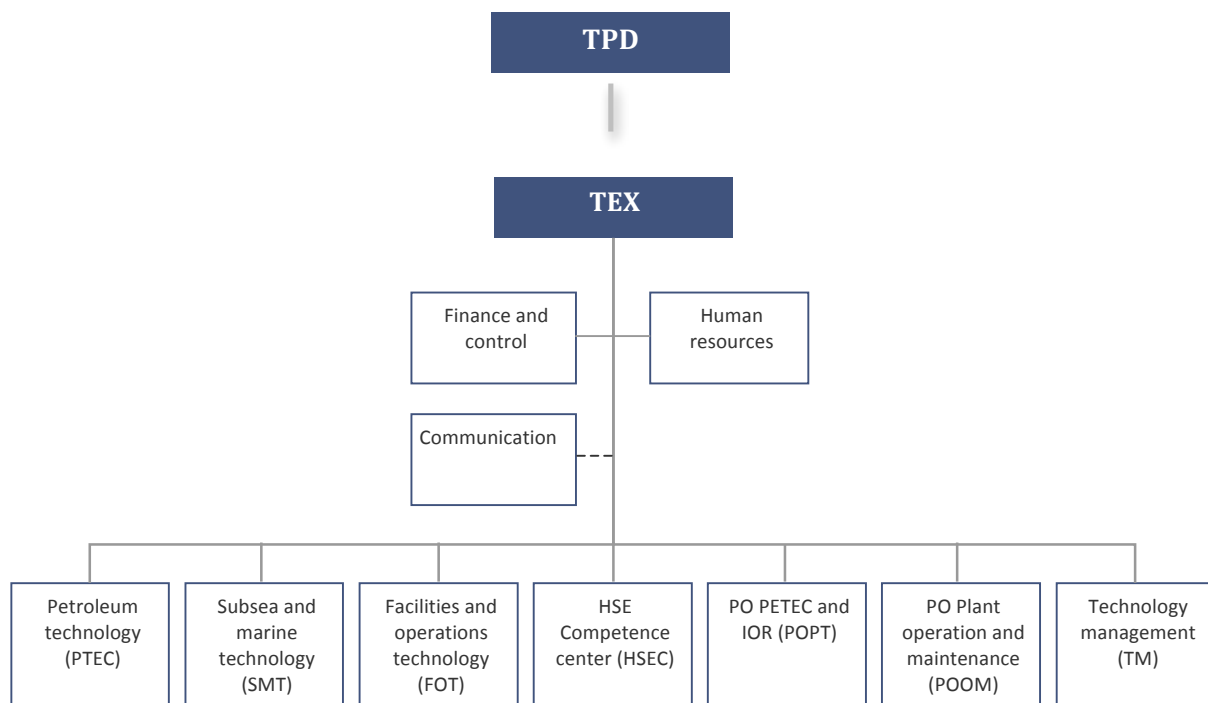 TPD
TEX
Finance and
control
Human
resources
Communication
Petroleum
technology
(PTEC)
Subsea and
marine
technology
(SMT)
Facilities and
operations
technology
(FOT)
HSE
Competence
center (HSEC)
PO PETEC and
IOR (POPT)
PO Plant
operation and
maintenance
(POOM)
Technology
management
(TM)